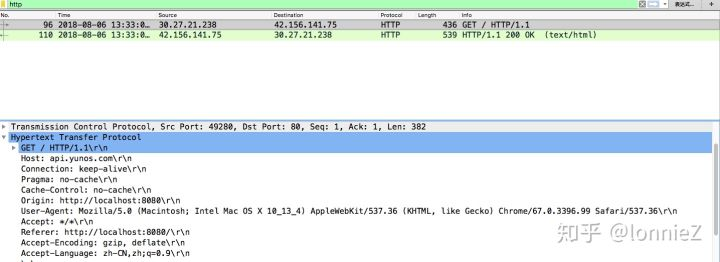 http
表达式…
+
No. Time Source Destination Protocol Length Info
96 2018-08-06 13:33:0… 30.27.21.238 42.156.141.75 HTTP 436 GET / HTTP/1.1
110 2018-08-06 13:33:0… 42.156.141.75 30.27.21.238 HTTP 539 HTTP/1.1 200 OK (text/html)
Transmission Control Protocol, Src Port: 49280, Dst Port: 80, Seq: 1, Ack: 1, Len: 382
Hypertext Transfer Protocol
GET / HTTP/1.1\r\n
Host: api.yunos.com\r\n
Connection: keep-alive\r\n
Pragma: no-cache\r\n
Cache-Control: no-cache\r\n
Origin: http://localhost:8080\r\n
User-Agent: Mozilla/5.0 (Macintosh; Intel Mac OS X 10_13_4) AppleWebKit/537.36 (KHTML, like Gecko) Chrome/67.0.3396.99 Safari/537.36\r\n
Accept: */*\r\n
Referer: http://localhost:8080/\r\n
Accept-Encoding: gzip, deflate\r\n
Accept-Language: zh-CN,zh;q=0.9\r\n
知乎 @lonnieZ